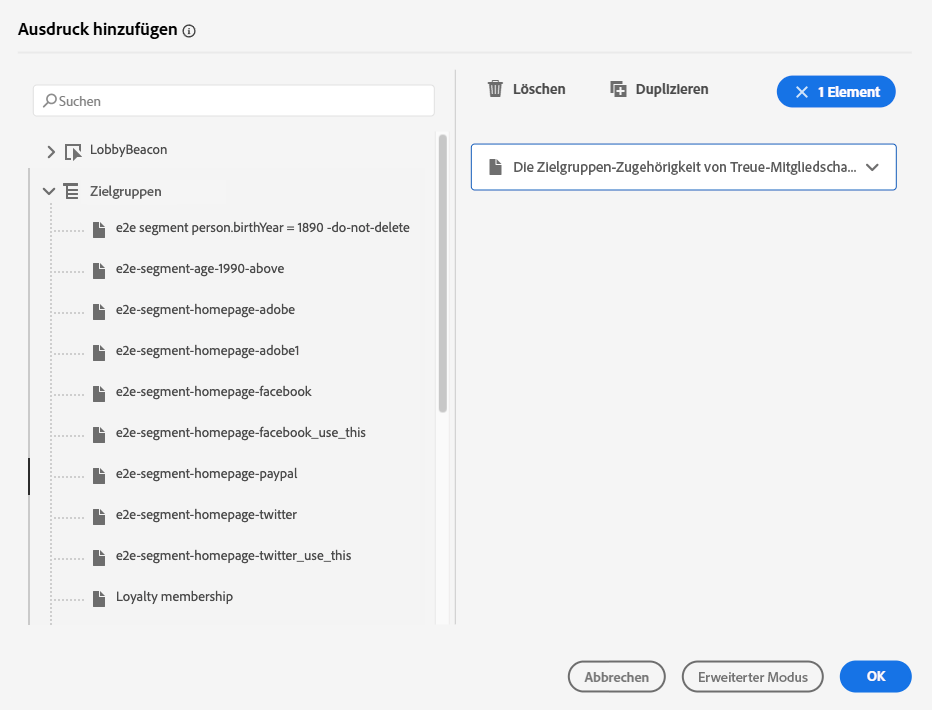 Ausdruck hinzufügen
Suchen
LobbyBeacon
Zielgruppen
e2e segment person.birthYear = 1890 -do-not-delete
e2e-segment-age-1990-above
e2e-segment-homepage-adobe
e2e-segment-homepage-adobe1
e2e-segment-homepage-facebook
e2e-segment-homepage-facebook_use_this
e2e-segment-homepage-paypal
e2e-segment-homepage-twitter
e2e-segment-homepage-twitter_use_this
Loyalty membership
Löschen Duplizieren 1 Element
Die Zielgruppen-Zugehörigkeit von Treue-Mitgliedscha...
Abbrechen Erweiterter Modus OK